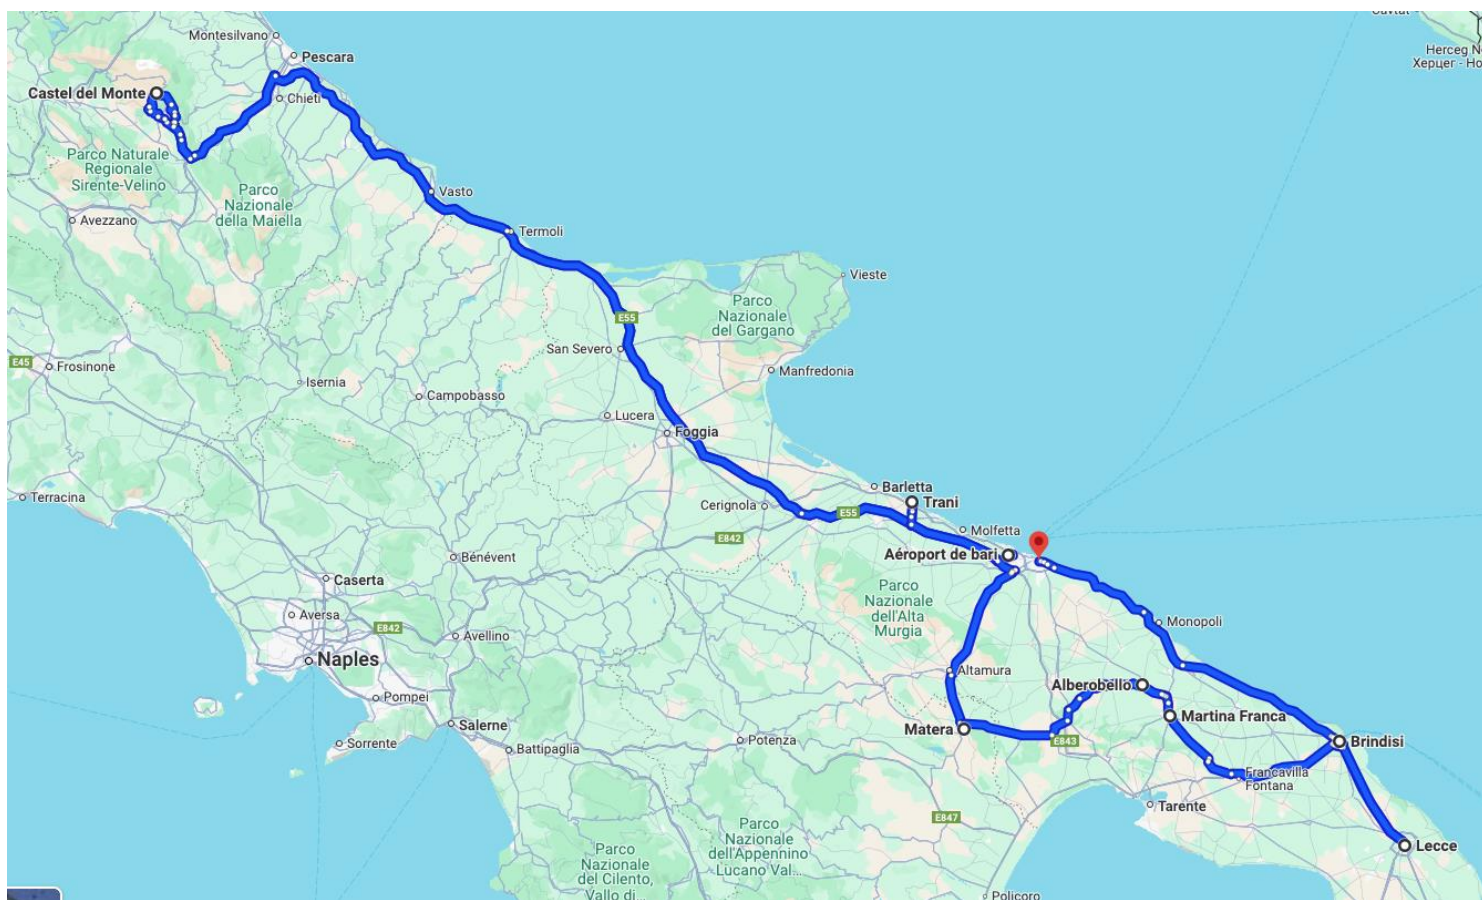 Cavtat
Montesilvano
Pescara
Herceg N
Херцег - Но
Castel del Monte
Chieti
Parco Naturale
Regionale
Sirente-Velino
Parco
Nazionale
della Maiella
Vasto
Avezzano
Termoli
Vieste
Parco
Nazionale
del Gargano
E55
San Severo
E45
Frosinone
Manfredonia
Isernia
Campobasso
Lucera
Foggia
Barletta
Terracina
Trani
Cerignola
E55
Molfetta
E842
Aéroport de bari
Bénévent
Caserta
Parco
Nazionale
dell'Alta
Murgia
Aversa
Monopoli
E842
Avellino
Naples
Altamura
Alberobello
Pompei
Martina Franca
Salerne
Matera
Sorrente
Battipaglia
Potenza
E843
Brindisi
Francavilla
Fontana
Tarente
E847
Parco
Nazionale
dell'Appennino
Lucano Val...
Lecce
Parco
Nazionale
del Cilento,
Vallo di...
Policoro